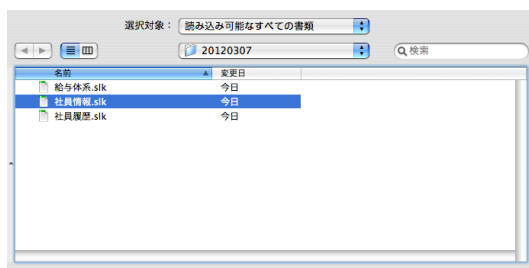 選択対象： 読み込み可能なすべての書類
20120307 検索
名前 変更日
給与体系.slk 今日
社員情報.slk 今日
社員履歴.slk 今日